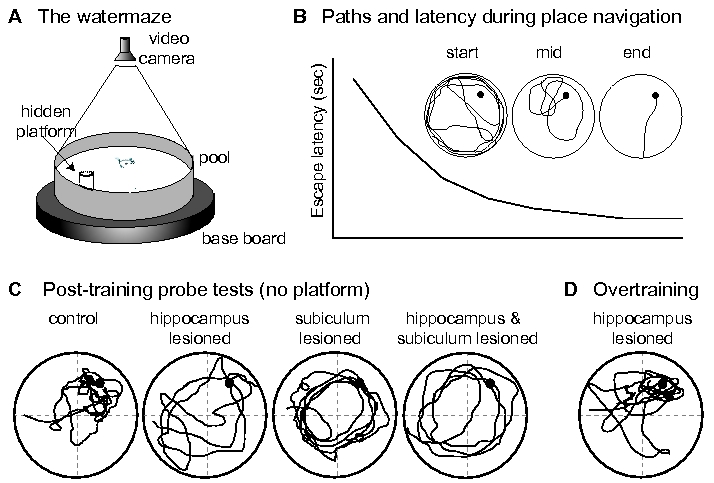 A The watermaze
video
camera
hidden
platform
pool
base board
B Paths and latency during place navigation
start mid end
Escape latency (sec)
C Post-training probe tests (no platform)
control
hippocampus
lesioned
subiculum
lesioned
hippocampus &
subiculum lesioned
D Overtraining
hippocampus
lesioned